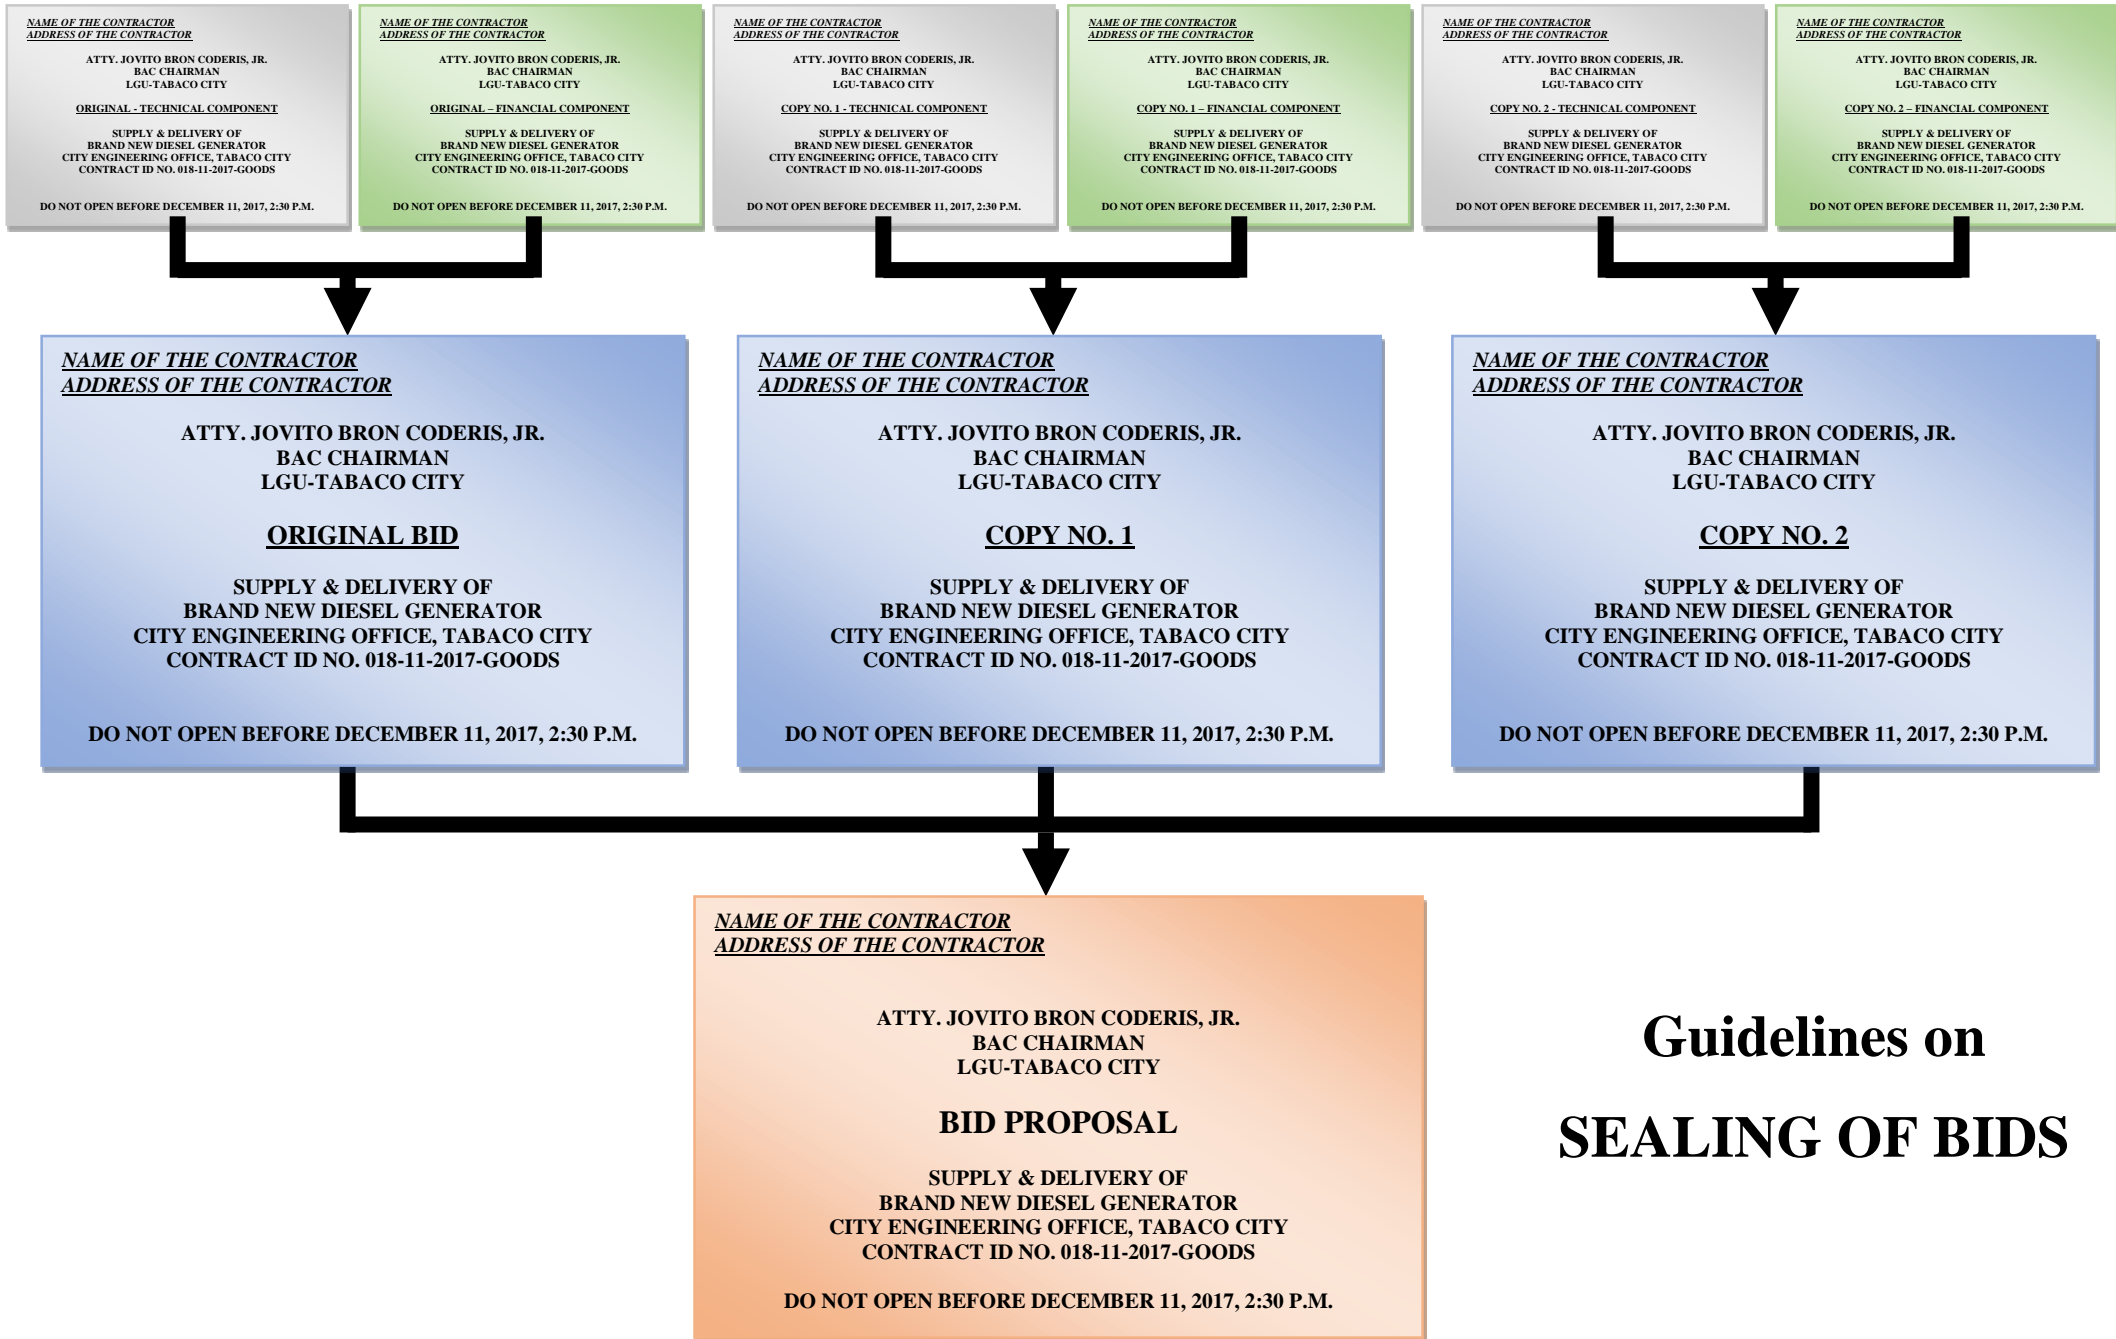 NAME OF THE CONTRACTOR
ADDRESS OF THE CONTRACTOR
ATTY. JOVITO BRON CODERIS, JR.
BAC CHAIRMAN
LGU-TABACO CITY
ORIGINAL - TECHNICAL COMPONENT
SUPPLY & DELIVERY OF
BRAND NEW DIESEL GENERATOR
CITY ENGINEERING OFFICE, TABACO CITY
CONTRACT ID NO. 018-11-2017-GOODS
DO NOT OPEN BEFORE DECEMBER 11, 2017, 2:30 P.M.
NAME OF THE CONTRACTOR
ADDRESS OF THE CONTRACTOR
ATTY. JOVITO BRON CODERIS, JR.
BAC CHAIRMAN
LGU-TABACO CITY
ORIGINAL – FINANCIAL COMPONENT
SUPPLY & DELIVERY OF
BRAND NEW DIESEL GENERATOR
CITY ENGINEERING OFFICE, TABACO CITY
CONTRACT ID NO. 018-11-2017-GOODS
DO NOT OPEN BEFORE DECEMBER 11, 2017, 2:30 P.M.
NAME OF THE CONTRACTOR
ADDRESS OF THE CONTRACTOR
ATTY. JOVITO BRON CODERIS, JR.
BAC CHAIRMAN
LGU-TABACO CITY
COPY NO. 1 - TECHNICAL COMPONENT
SUPPLY & DELIVERY OF
BRAND NEW DIESEL GENERATOR
CITY ENGINEERING OFFICE, TABACO CITY
CONTRACT ID NO. 018-11-2017-GOODS
DO NOT OPEN BEFORE DECEMBER 11, 2017, 2:30 P.M.
NAME OF THE CONTRACTOR
ADDRESS OF THE CONTRACTOR
ATTY. JOVITO BRON CODERIS, JR.
BAC CHAIRMAN
LGU-TABACO CITY
COPY NO. 1 – FINANCIAL COMPONENT
SUPPLY & DELIVERY OF
BRAND NEW DIESEL GENERATOR
CITY ENGINEERING OFFICE, TABACO CITY
CONTRACT ID NO. 018-11-2017-GOODS
DO NOT OPEN BEFORE DECEMBER 11, 2017, 2:30 P.M.
NAME OF THE CONTRACTOR
ADDRESS OF THE CONTRACTOR
ATTY. JOVITO BRON CODERIS, JR.
BAC CHAIRMAN
LGU-TABACO CITY
COPY NO. 2 - TECHNICAL COMPONENT
SUPPLY & DELIVERY OF
BRAND NEW DIESEL GENERATOR
CITY ENGINEERING OFFICE, TABACO CITY
CONTRACT ID NO. 018-11-2017-GOODS
DO NOT OPEN BEFORE DECEMBER 11, 2017, 2:30 P.M.
NAME OF THE CONTRACTOR
ADDRESS OF THE CONTRACTOR
ATTY. JOVITO BRON CODERIS, JR.
BAC CHAIRMAN
LGU-TABACO CITY
COPY NO. 2 – FINANCIAL COMPONENT
SUPPLY & DELIVERY OF
BRAND NEW DIESEL GENERATOR
CITY ENGINEERING OFFICE, TABACO CITY
CONTRACT ID NO. 018-11-2017-GOODS
DO NOT OPEN BEFORE DECEMBER 11, 2017, 2:30 P.M.
NAME OF THE CONTRACTOR
ADDRESS OF THE CONTRACTOR
ATTY. JOVITO BRON CODERIS, JR.
BAC CHAIRMAN
LGU-TABACO CITY
ORIGINAL BID
SUPPLY & DELIVERY OF
BRAND NEW DIESEL GENERATOR
CITY ENGINEERING OFFICE, TABACO CITY
CONTRACT ID NO. 018-11-2017-GOODS
DO NOT OPEN BEFORE DECEMBER 11, 2017, 2:30 P.M.
NAME OF THE CONTRACTOR
ADDRESS OF THE CONTRACTOR
ATTY. JOVITO BRON CODERIS, JR.
BAC CHAIRMAN
LGU-TABACO CITY
COPY NO. 1
SUPPLY & DELIVERY OF
BRAND NEW DIESEL GENERATOR
CITY ENGINEERING OFFICE, TABACO CITY
CONTRACT ID NO. 018-11-2017-GOODS
DO NOT OPEN BEFORE DECEMBER 11, 2017, 2:30 P.M.
NAME OF THE CONTRACTOR
ADDRESS OF THE CONTRACTOR
ATTY. JOVITO BRON CODERIS, JR.
BAC CHAIRMAN
LGU-TABACO CITY
COPY NO. 2
SUPPLY & DELIVERY OF
BRAND NEW DIESEL GENERATOR
CITY ENGINEERING OFFICE, TABACO CITY
CONTRACT ID NO. 018-11-2017-GOODS
DO NOT OPEN BEFORE DECEMBER 11, 2017, 2:30 P.M.
NAME OF THE CONTRACTOR
ADDRESS OF THE CONTRACTOR
ATTY. JOVITO BRON CODERIS, JR.
BAC CHAIRMAN
LGU-TABACO CITY
BID PROPOSAL
SUPPLY & DELIVERY OF
BRAND NEW DIESEL GENERATOR
CITY ENGINEERING OFFICE, TABACO CITY
CONTRACT ID NO. 018-11-2017-GOODS
DO NOT OPEN BEFORE DECEMBER 11, 2017, 2:30 P.M.
Guidelines on
SEALING OF BIDS